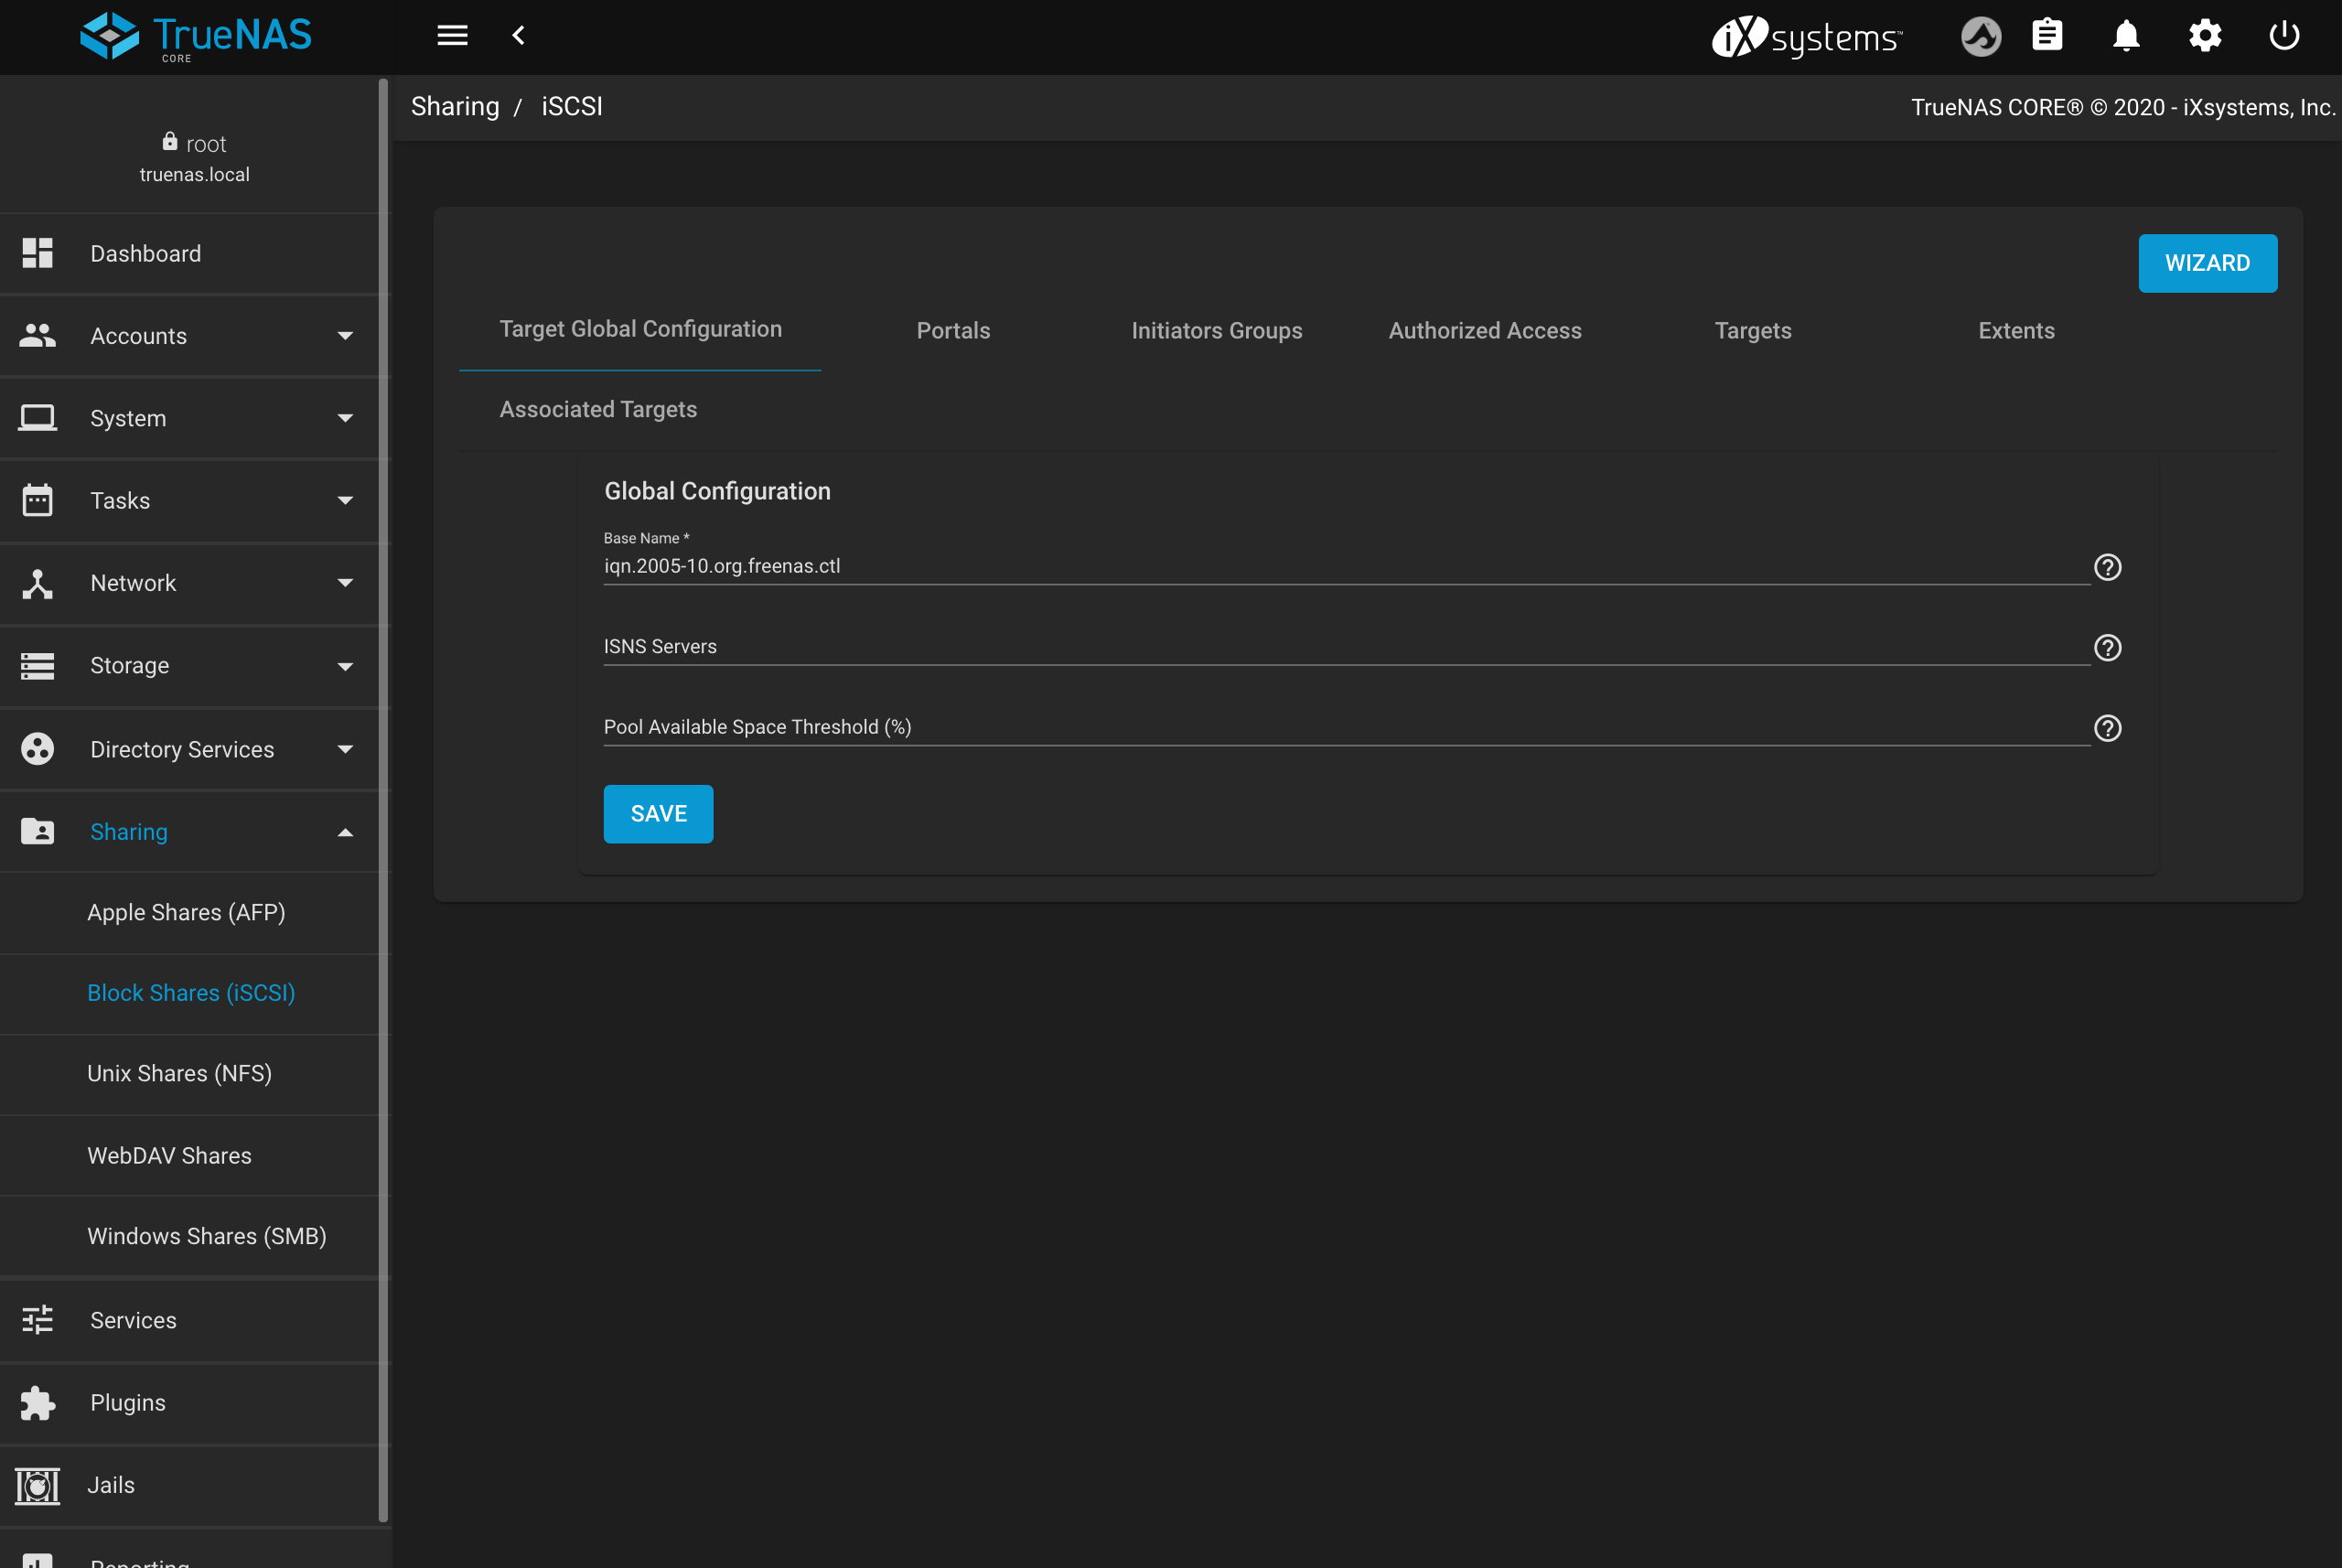 TrueNAS
CORE
iXsystems™
Sharing / iSCSI
TrueNAS CORE® © 2020 - iXsystems, Inc.
root
truenas.local
Dashboard
Accounts
System
Tasks
Network
Storage
Directory Services
Sharing
Apple Shares (AFP)
Block Shares (iSCSI)
Unix Shares (NFS)
WebDAV Shares
Windows Shares (SMB)
Services
Plugins
Jails
Reporting
WIZARD
Target Global Configuration
Portals
Initiators Groups
Authorized Access
Targets
Extents
Associated Targets
Global Configuration
Base Name *
iqn.2005-10.org.freenas.ctl
ISNS Servers
Pool Available Space Threshold (%)
SAVE